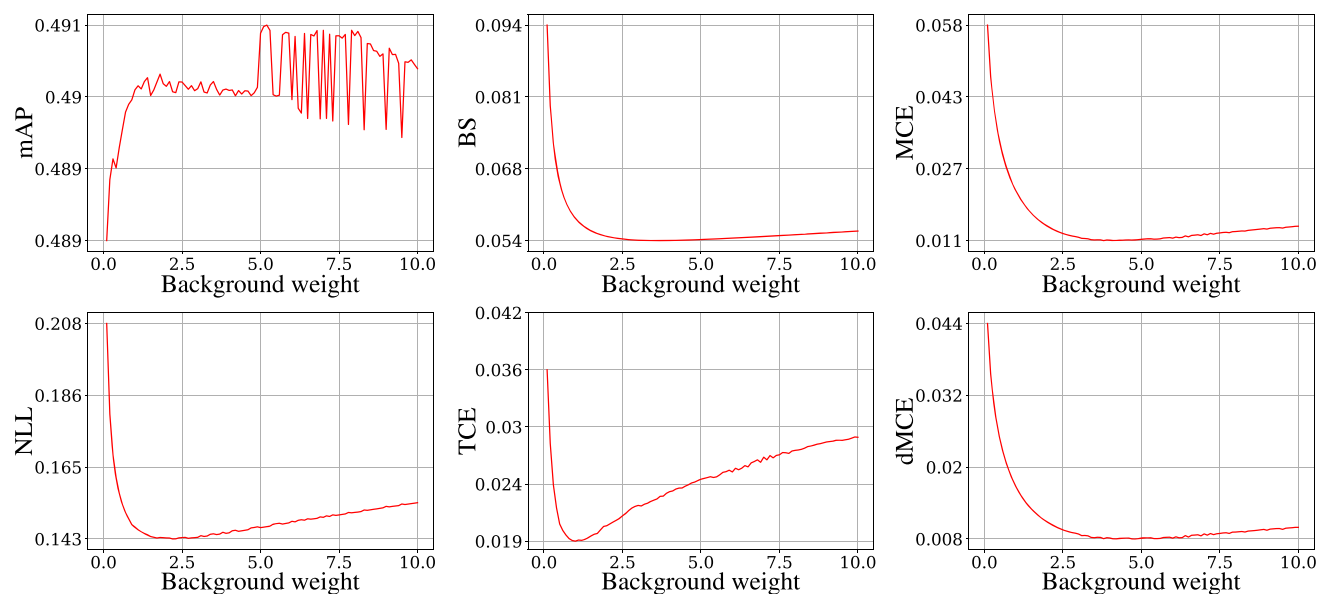 mAP
0.491
0.49
0.489
0.489
0.0 2.5 5.0 7.5 10.0
Background weight
BS
0.094
0.081
0.068
0.054
0.0 2.5 5.0 7.5 10.0
Background weight
MCE
0.058
0.043
0.027
0.011
0.0 2.5 5.0 7.5 10.0
Background weight
NLL
0.208
0.186
0.165
0.143
0.0 2.5 5.0 7.5 10.0
Background weight
TCE
0.042
0.036
0.03
0.024
0.019
0.0 2.5 5.0 7.5 10.0
Background weight
dMCE
0.044
0.032
0.02
0.008
0.0 2.5 5.0 7.5 10.0
Background weight